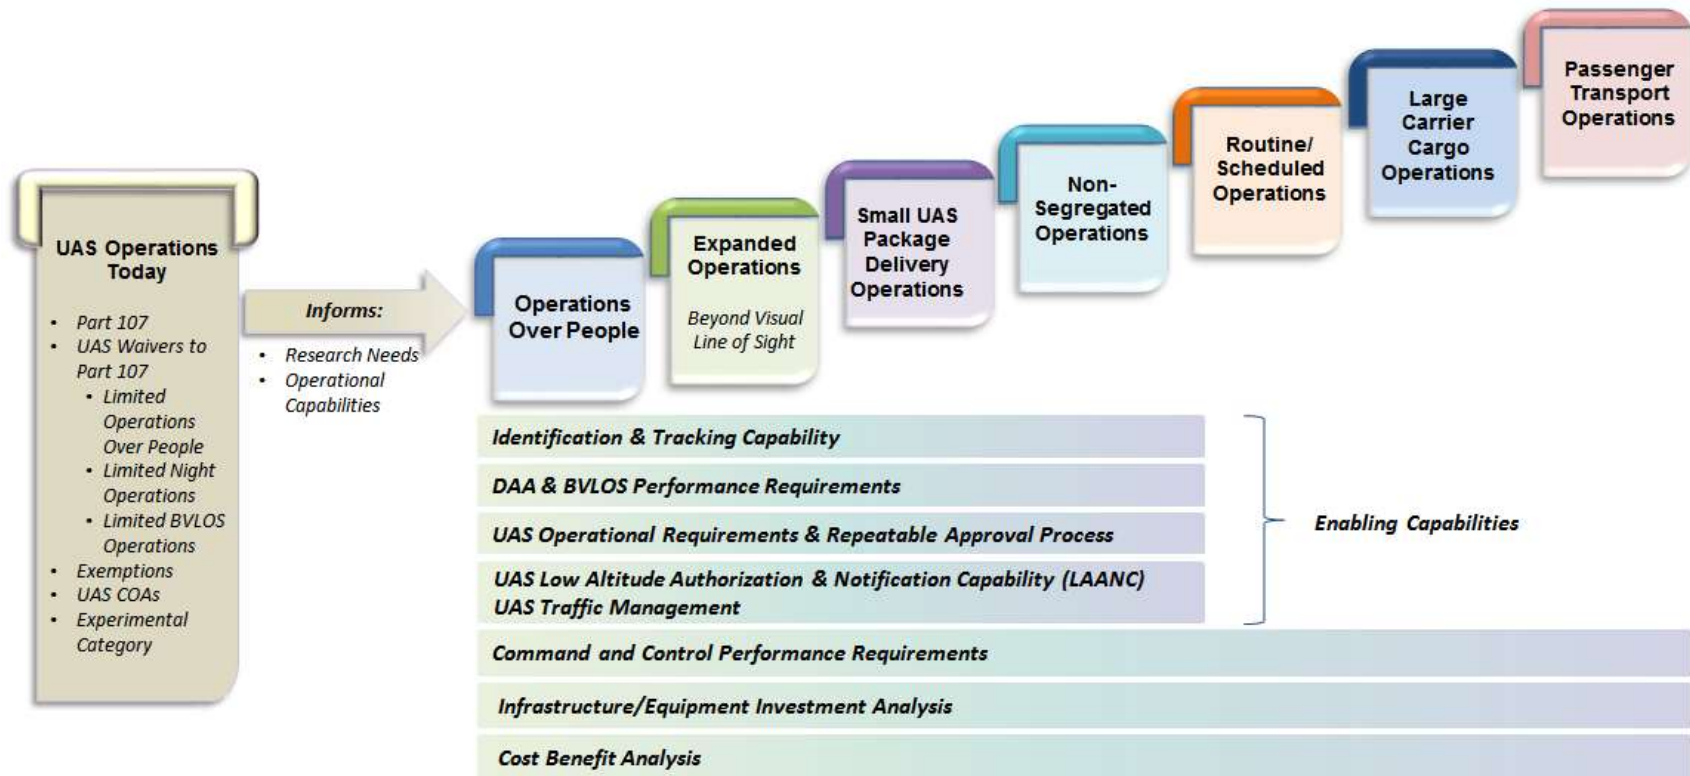 UAS Operations
Today
• Part 107
• UAS Waivers to
Part 107
• Limited
Operations
Over People
• Limited Night
Operations
• Limited BVLOS
Operations
• Exemptions
• UAS COAs
• Experimental
Category
Informs:
• Research Needs
• Operational
Capabilities
Operations
Over People
Expanded
Operations
Beyond Visual
Line of Sight
Small UAS
Package
Delivery
Operations
Non-
Segregated
Operations
Routine/
Scheduled
Operations
Large
Carrier
Cargo
Operations
Passenger
Transport
Operations
Identification & Tracking Capability
DAA & BVLOS Performance Requirements
UAS Operational Requirements & Repeatable Approval Process
UAS Low Altitude Authorization & Notification Capability (LAANC)
UAS Traffic Management
Enabling Capabilities
Command and Control Performance Requirements
Infrastructure/Equipment Investment Analysis
Cost Benefit Analysis